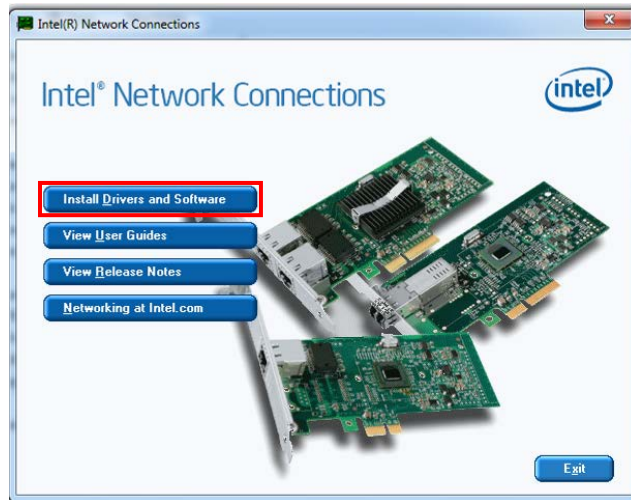 Intel(R) Network Connections
Intel® Network Connections
intel
Install Drivers and Software
View User Guides
View Release Notes
Networking at Intel.com
Exit